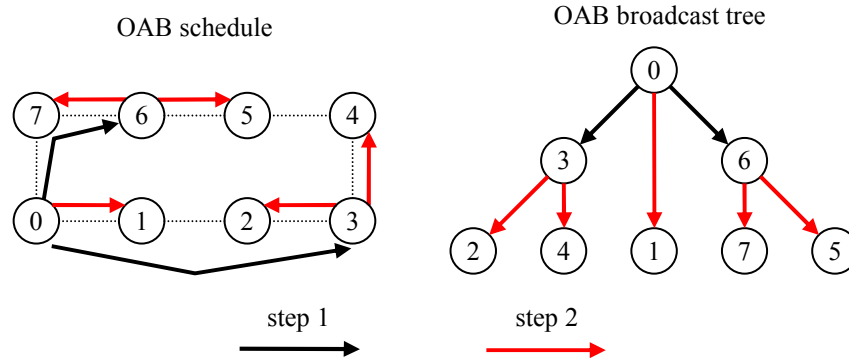 OAB schedule
7 6 5 4
0 1 2 3
OAB broadcast tree
0
3 6
2 4 1 7 5
step 1 step 2